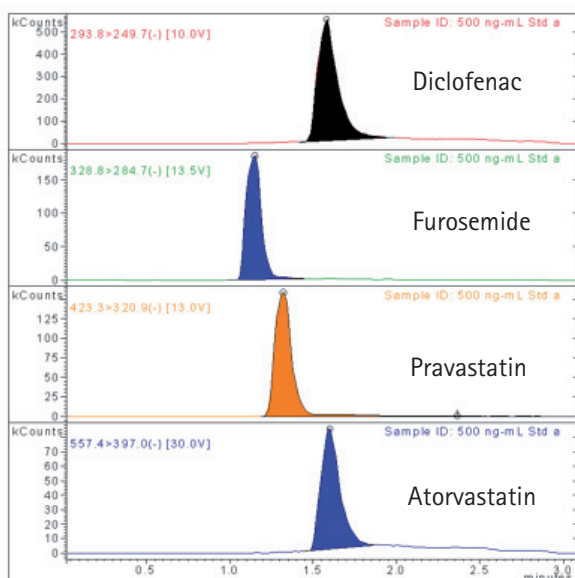 kCounts
Sample ID: 500 ng-mL Std a
293.8>249.7(-) [10.0V]
500
400
300
200
100
0
Diclofenac
kCounts
Sample ID: 500 ng-mL Std a
328.8>284.7(-) [13.5V]
150
100
50
0
Furosemide
kCounts
Sample ID: 500 ng-mL Std a
423.3>320.9(-) [13.0V]
125
100
75
50
25
0
Pravastatin
kCounts
Sample ID: 500 ng-mL Std a
557.4>397.0(-) [30.0V]
70
60
50
40
30
20
10
0
Atorvastatin
0.5 1.0 1.5 2.0 2.5 3.0